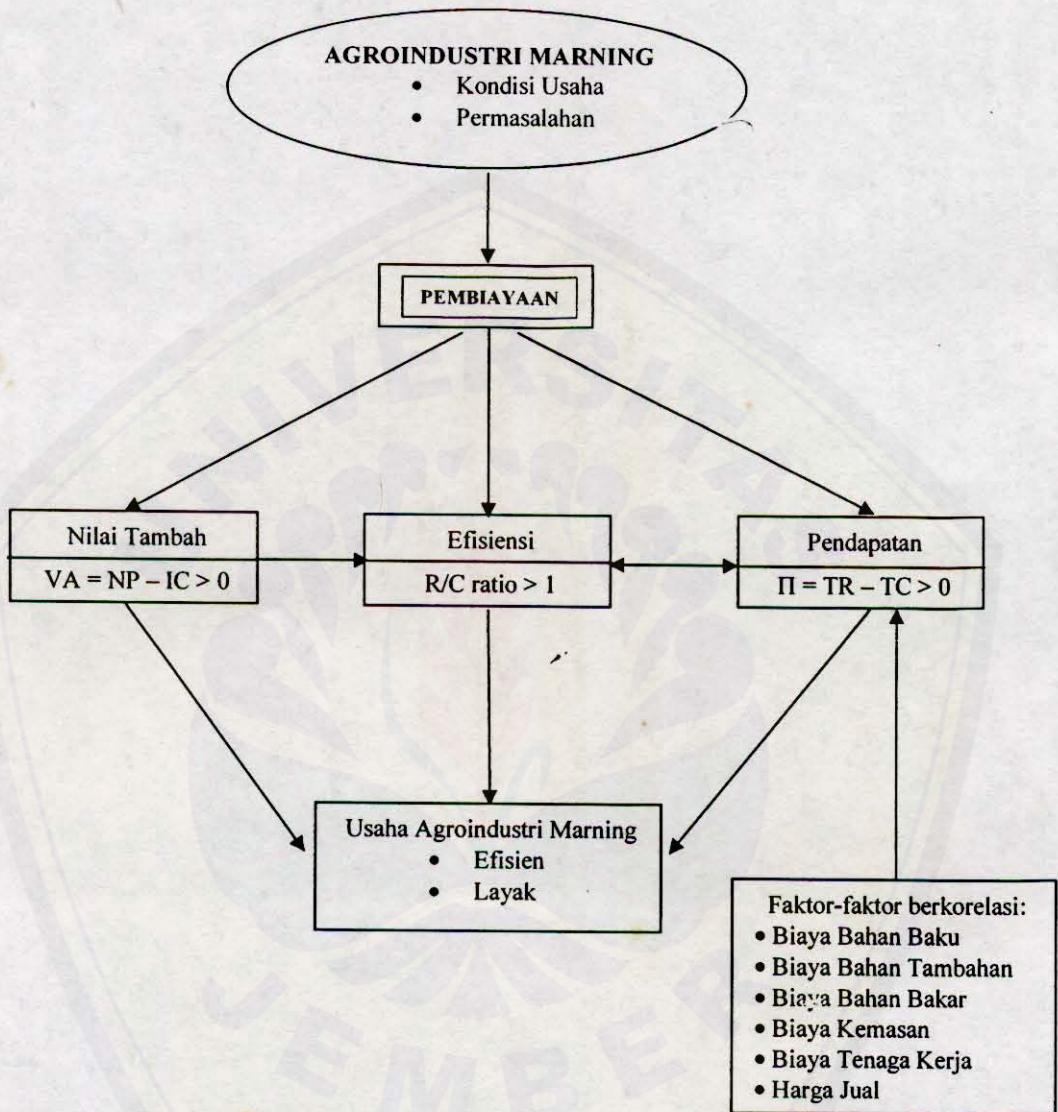 AGROINDUSTRI MARNING
• Kondisi Usaha
• Permasalahan
PEMBIAYAAN
Nilai Tambah
VA = NP – IC > 0
Efisiensi
R/C ratio > 1
Pendapatan
Π = TR – TC > 0
Usaha Agroindustri Marning
• Efisien
• Layak
Faktor-faktor berkorelasi:
• Biaya Bahan Baku
• Biaya Bahan Tambahan
• Biaya Bahan Bakar
• Biaya Kemasan
• Biaya Tenaga Kerja
• Harga Jual
UNIVERSITAS
JEMBER